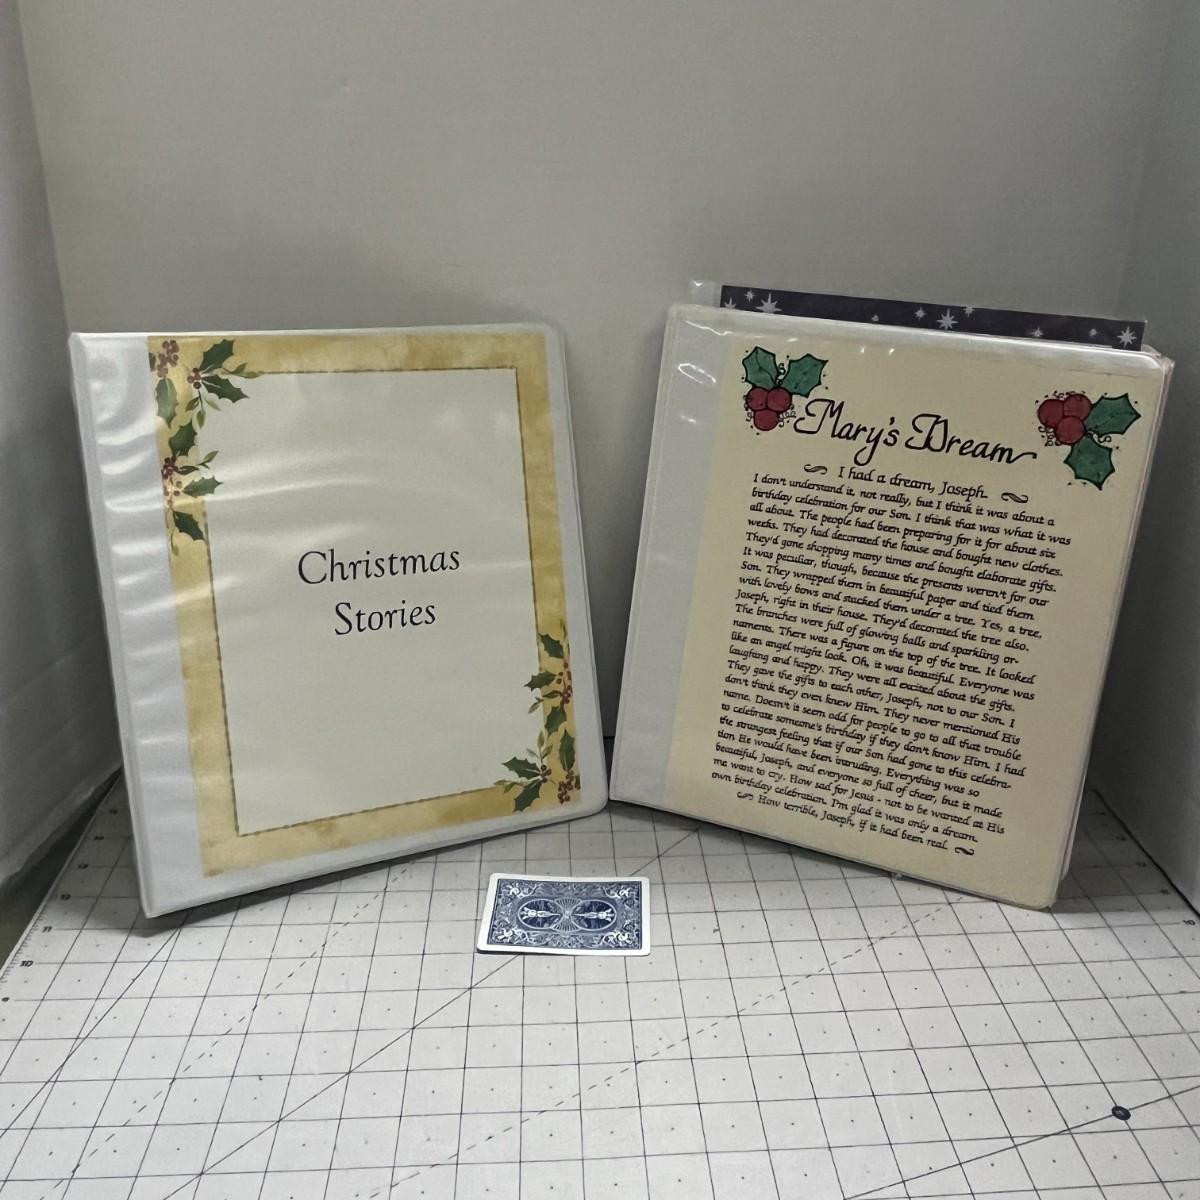 Christmas
Stories
Mary's Dream
I had a dream, Joseph.
I don't understand it, not really, but I think it was about a
birthday celebration for our Son. I think that was what it was
all about. The people had been preparing for it for about six
weeks. They had decorated the house and bought new clothes.
They'd gone shopping many times and bought elaborate gifts.
It was peculiar, though, because the presents weren't for our
Son. They wrapped them in beautiful paper and tied them
with lovely bows and stacked them under a tree. Yes, a tree,
Joseph, right in their house. They'd decorated the tree also.
The branches were full of glowing balls and sparkling or-
naments. There was a figure on the top of the tree. It looked
like an angel might look. Oh, it was beautiful. Everyone was
laughing and happy. They were all excited about the gifts.
They gave the gifts to each other, Joseph, not to our Son. I
don't think they even knew Him. They never mentioned His
name. Doesn't it seem odd for people to go to all that trouble
to celebrate someone's birthday if they don't know Him. I had
the strangest feeling that if our Son had gone to this celebra-
tion He would have been intruding. Everything was so
beautiful, Joseph, and everyone so full of cheer, but it made
me want to cry. How sad for Jesus - not to be wanted at His
own birthday celebration. I'm glad it was only a dream.
How terrible, Joseph, if it had been real.
11
10
10